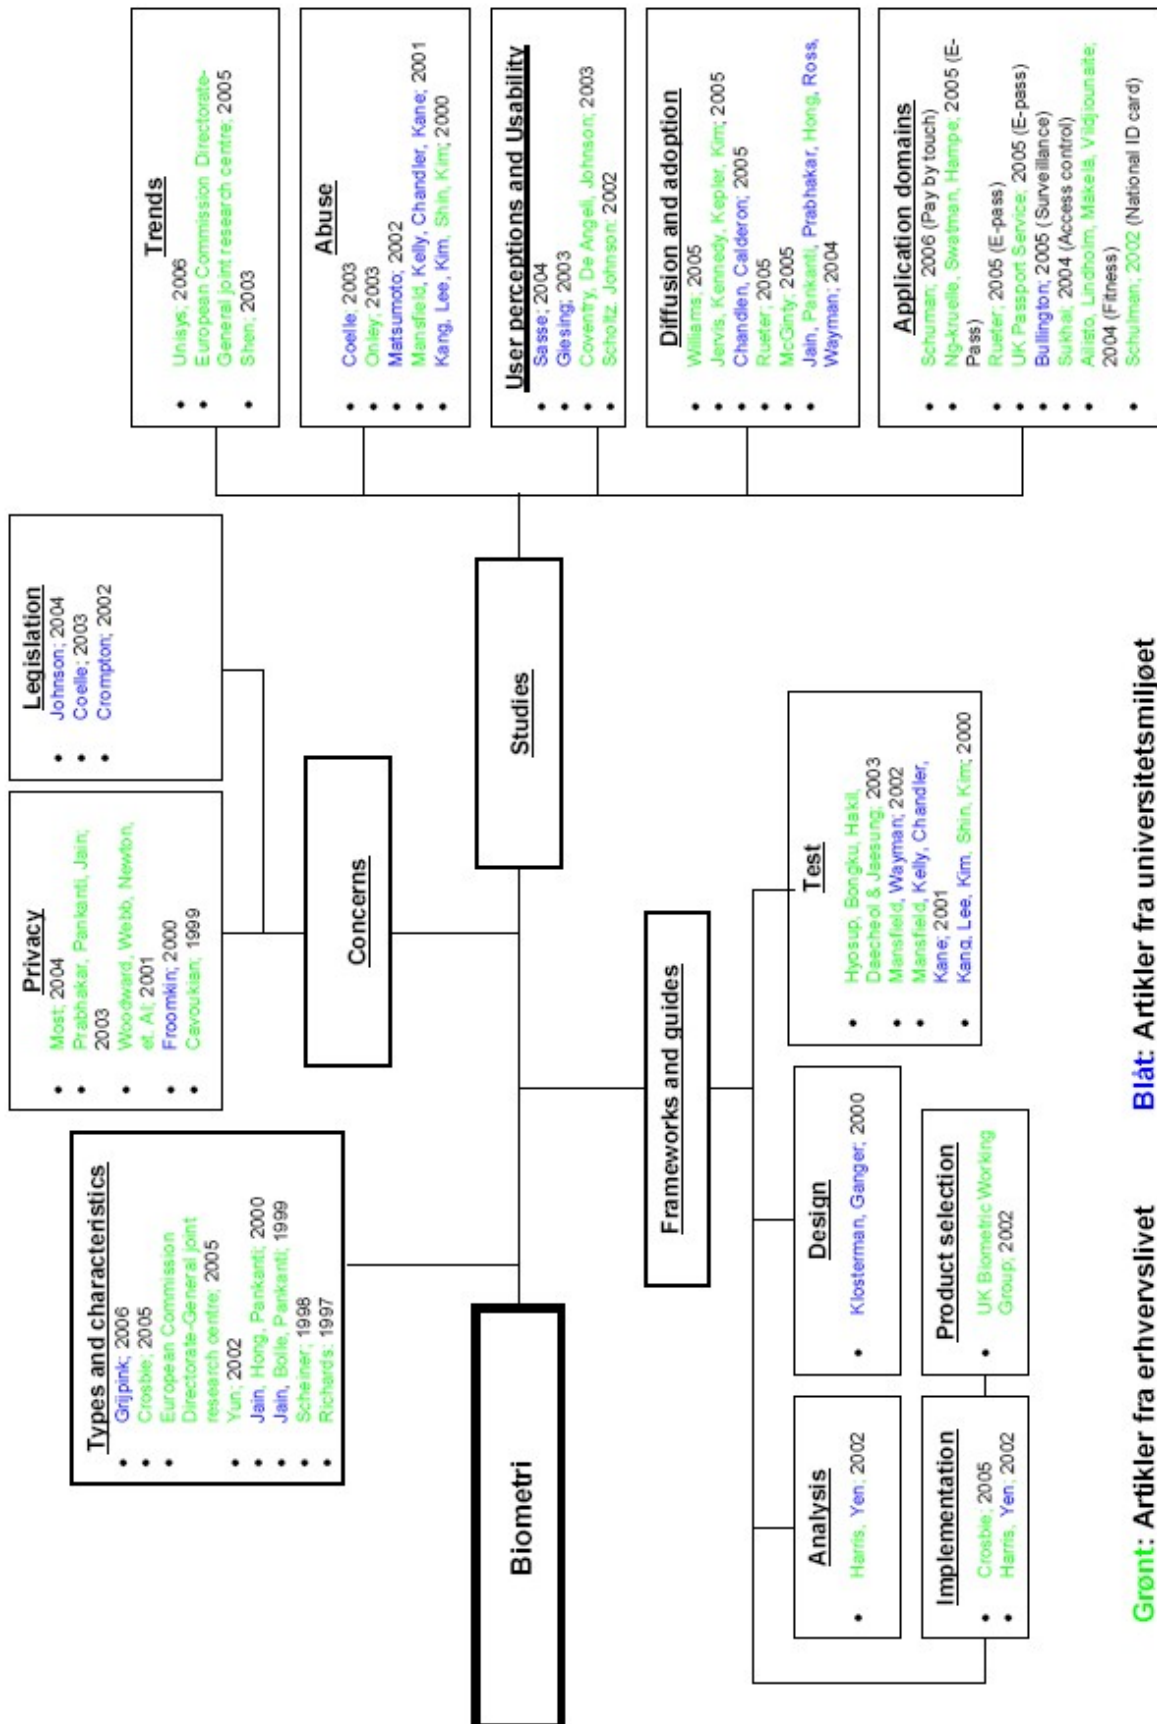 Biometri
Types and characteristics
• Grijpink; 2006
• Crosbie; 2005
• European Commission
Directorate-General joint
research centre; 2005
• Yun; 2002
• Jain, Hong, Pankanti; 2000
• Jain, Bolle, Pankanti; 1999
• Scheiner; 1998
• Richards; 1997
Concerns
Privacy
• Most; 2004
• Prabhakar, Pankanti, Jain;
2003
• Woodward, Webb, Newton,
et. Al; 2001
• Froomkin; 2000
• Cavoukian; 1999
Legislation
• Johnson; 2004
• Coelle; 2003
• Crompton; 2002
Studies
Trends
• Unisys; 2006
• European Commission Directorate-
General joint research centre; 2005
• Shen; 2003
Abuse
• Coelle; 2003
• Onley; 2003
• Matsumoto; 2002
• Mansfield, Kelly, Chandler, Kane; 2001
• Kang, Lee, Kim, Shin, Kim; 2000
User perceptions and Usability
• Sasse; 2004
• Giesing; 2003
• Coventry, De Angeli, Johnson; 2003
• Scholtz, Johnson; 2002
Diffusion and adoption
• Williams; 2005
• Jervis, Kennedy, Kepler, Kim; 2005
• Chandlen, Calderon; 2005
• Rueter; 2005
• McGinty; 2005
• Jain, Pankanti, Prabhakar, Hong, Ross,
Wayman; 2004
Application domains
• Schuman; 2006 (Pay by touch)
• Ng-kruelle, Swatman, Hampe; 2005 (E-
Pass)
• Rueter; 2005 (E-pass)
• UK Passport Service; 2005 (E-pass)
• Bullington; 2005 (Surveillance)
• Sukhai; 2004 (Access control)
• Ailisto, Lindholm, Makela, Vildjiounaite;
2004 (Fitness)
• Schulman; 2002 (National ID card)
Frameworks and guides
Analysis
• Harris, Yen; 2002
Design
• Klosterman, Ganger; 2000
Test
• Hyosup, Bongku, Hakil,
Daecheol & Jaesung; 2003
• Mansfield, Wayman; 2002
• Mansfield, Kelly, Chandler,
Kane; 2001
• Kang, Lee, Kim, Shin, Kim; 2000
Implementation
• Crosbie; 2005
• Harris, Yen; 2002
Product selection
• UK Biometric Working
Group; 2002
Grønt: Artikler fra erhvervslivet
Blåt: Artikler fra universitetsmiljøet